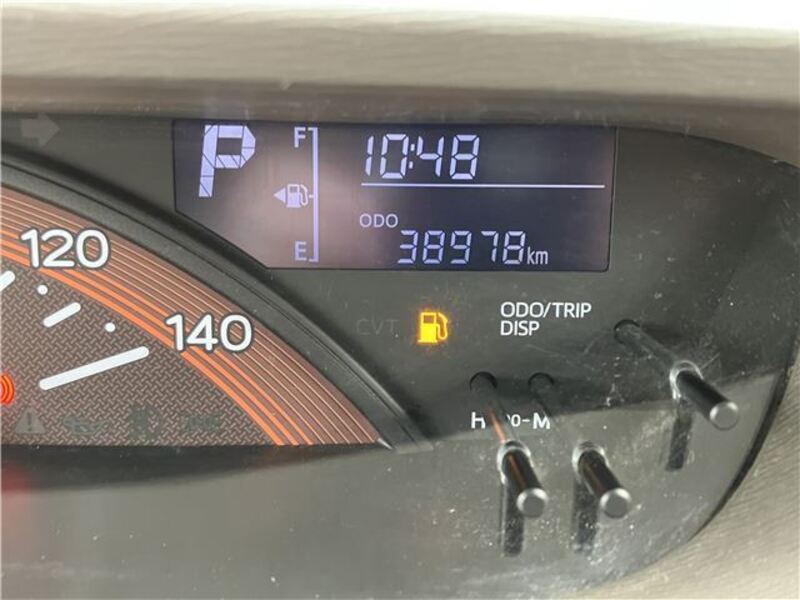 P
F
10:48
E
ODO
38978km
120
140
CVT
ODO/TRIP
DISP